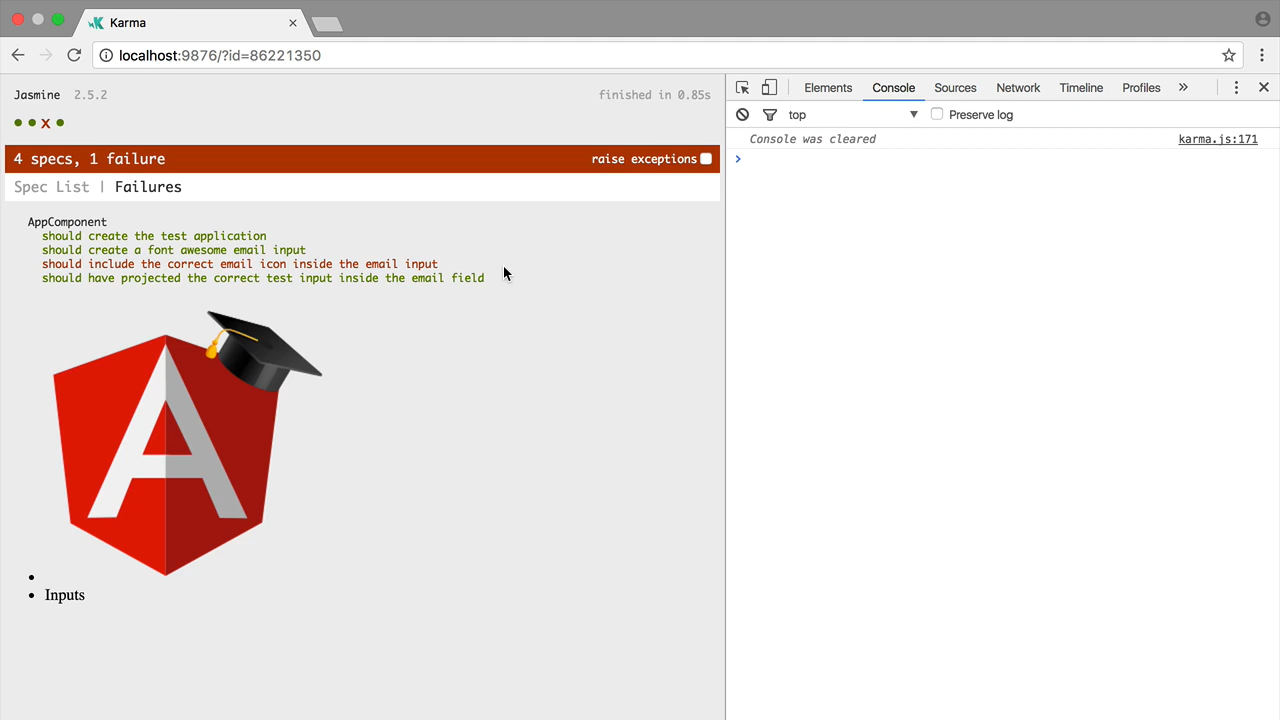 Karma
localhost:9876/?id=86221350
Jasmine 2.5.2 finished in 0.85s
x
4 specs, 1 failure raise exceptions
Spec List | Failures
AppComponent
should create the test application
should create a font awesome email input
should include the correct email icon inside the email input
should have projected the correct test input inside the email field
Inputs
Elements Console Sources Network Timeline Profiles
top Preserve log
Console was cleared karma.js:171